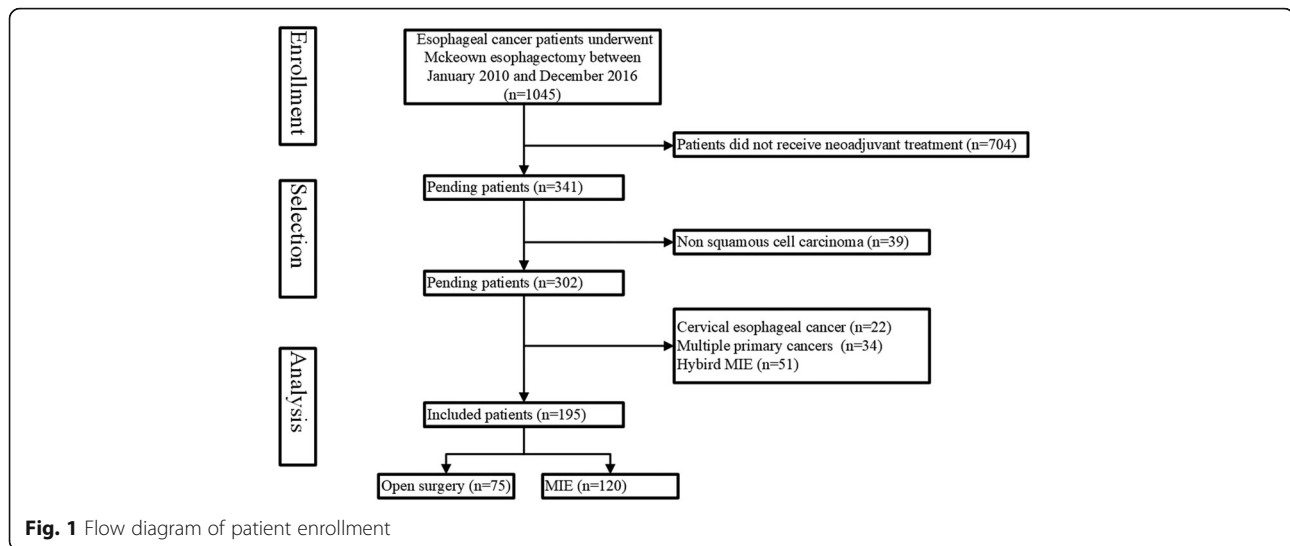 Enrollment
Esophageal cancer patients underwent
Mckeown esophagectomy between
January 2010 and December 2016
(n=1045)
Patients did not receive neoadjuvant treatment (n=704)
Selection
Pending patients (n=341)
Non squamous cell carcinoma (n=39)
Pending patients (n=302)
Cervical esophageal cancer (n=22)
Multiple primary cancers (n=34)
Hybird MIE (n=51)
Analysis
Included patients (n=195)
Open surgery (n=75)
MIE (n=120)
Fig. 1 Flow diagram of patient enrollment